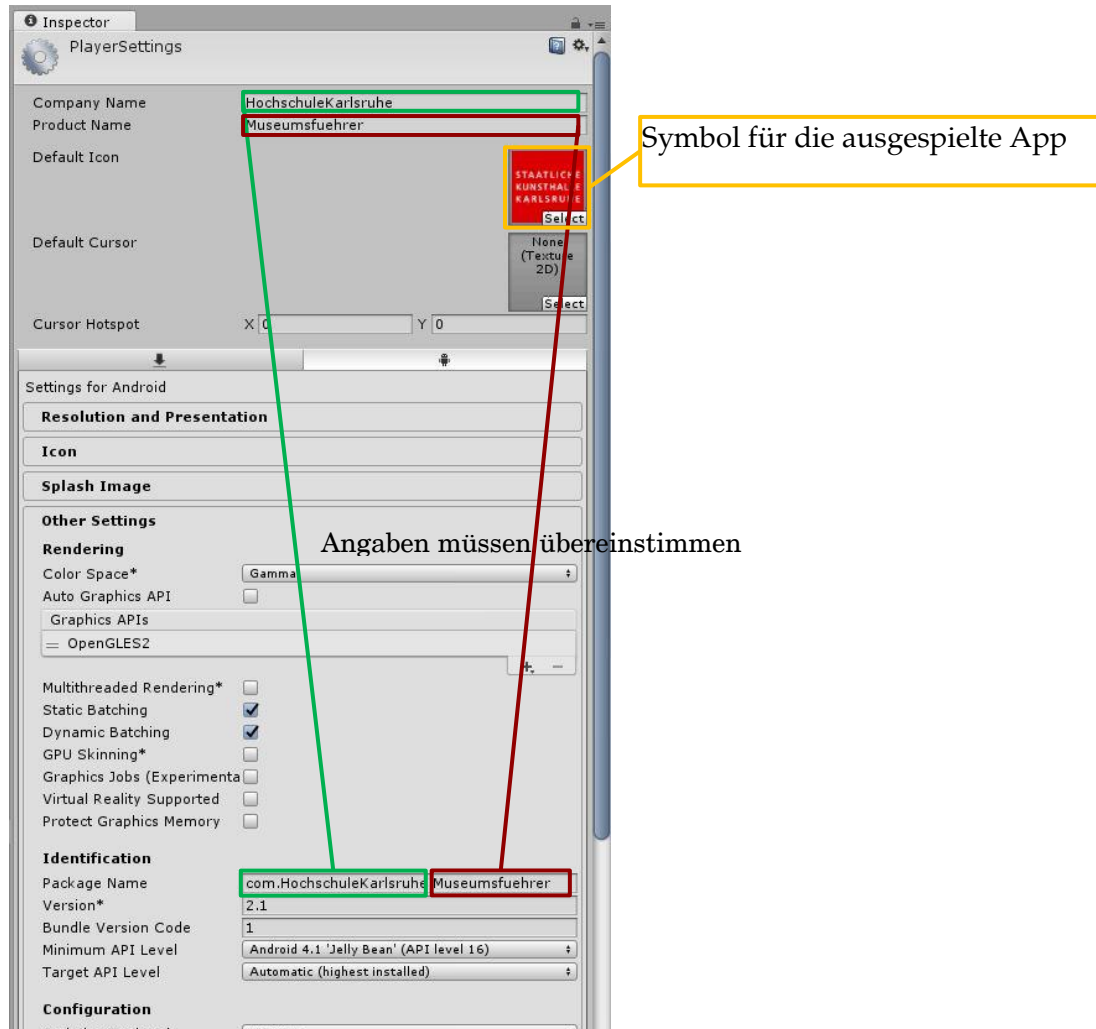 Inspector
PlayerSettings
Company Name HochschuleKarlsruhe
Product Name Museumsfuehrer
Symbol für die ausgespielte App
Default Icon
STAATLICHE
KUNSTHALLE
KARLSRUHE
Select
Default Cursor None
(Texture
2D)
Select
Cursor Hotspot X 0 Y 0
Settings for Android
Resolution and Presentation
Icon
Splash Image
Other Settings
Angaben müssen übereinstimmen
Rendering
Color Space* Gamma
Auto Graphics API
Graphics APIs
= OpenGLES2
+ −
Multithreaded Rendering*
Static Batching
Dynamic Batching
GPU Skinning*
Graphics Jobs (Experimenta
Virtual Reality Supported
Protect Graphics Memory
Identification
Package Name com.HochschuleKarlsruhe Museumsfuehrer
Version* 2.1
Bundle Version Code 1
Minimum API Level Android 4.1 'Jelly Bean' (API level 16)
Target API Level Automatic (highest installed)
Configuration